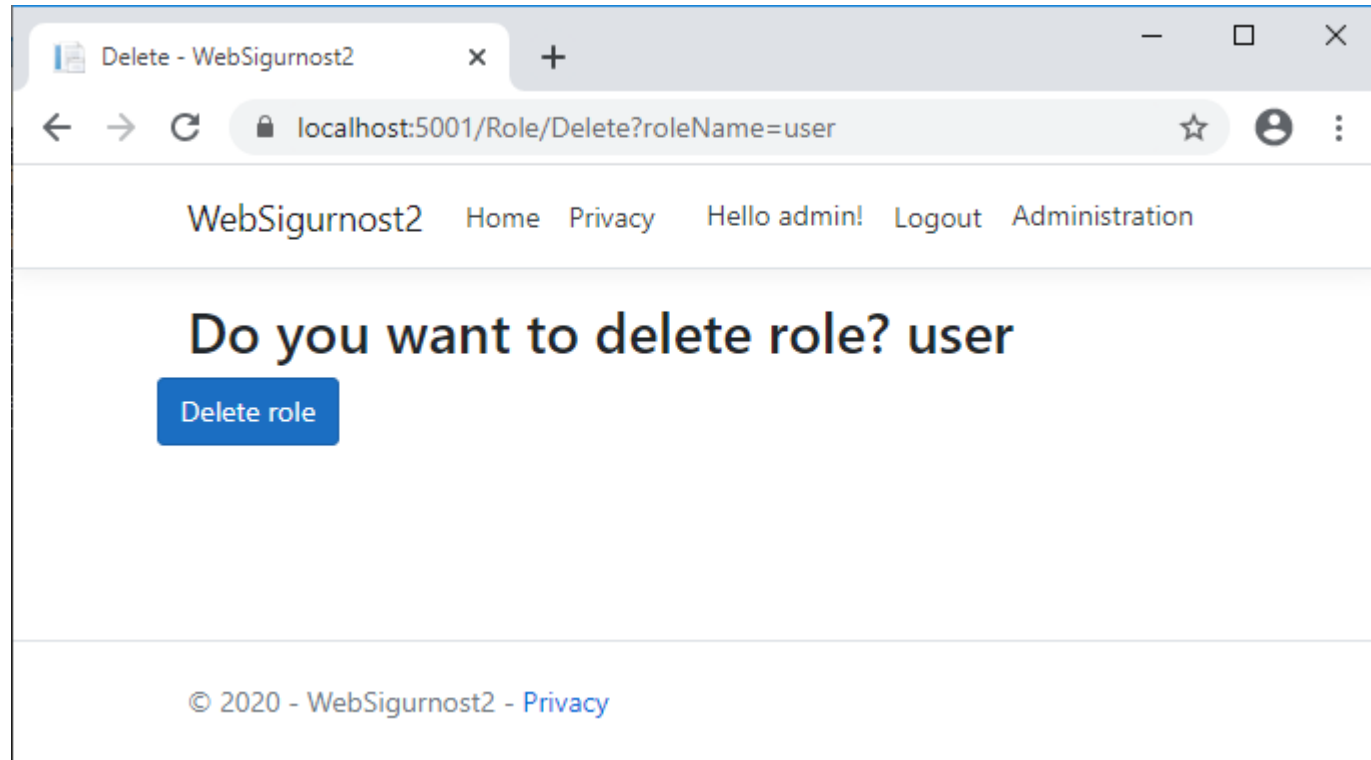 Delete - WebSigurnost2
localhost:5001/Role/Delete?roleName=user
WebSigurnost2 Home Privacy Hello admin! Logout Administration
Do you want to delete role? user
Delete role
© 2020 - WebSigurnost2 - Privacy